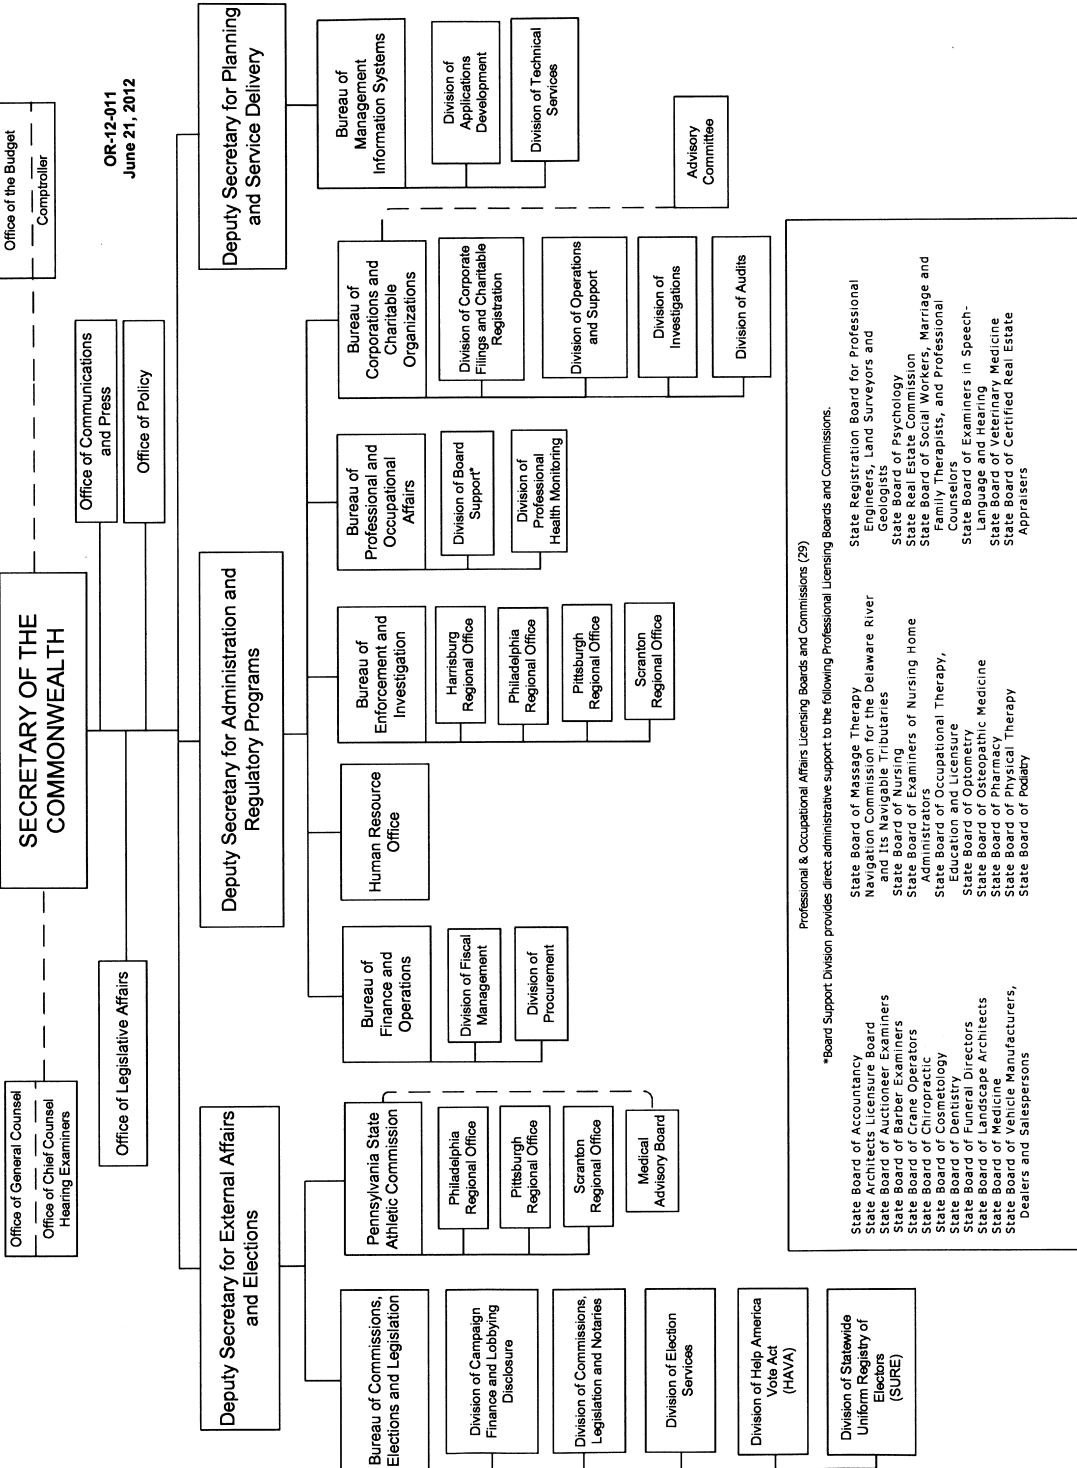 Office of General Counsel
Office of Chief Counsel
Hearing Examiners
SECRETARY OF THE
COMMONWEALTH
Office of the Budget
Comptroller
OR-12-011
June 21, 2012
Office of Legislative Affairs
Office of Communications
and Press
Office of Policy
Deputy Secretary for External Affairs
and Elections
Deputy Secretary for Administration and
Regulatory Programs
Deputy Secretary for Planning
and Service Delivery
Bureau of Commissions,
Elections and Legislation
Division of Campaign
Finance and Lobbying
Disclosure
Division of Commissions,
Legislation and Notaries
Division of Election
Services
Division of Help America
Vote Act
(HAVA)
Division of Statewide
Uniform Registry of
Electors
(SURE)
Pennsylvania State
Athletic Commission
Philadelphia
Regional Office
Pittsburgh
Regional Office
Scranton
Regional Office
Medical
Advisory Board
Bureau of
Finance and
Operations
Division of Fiscal
Management
Division of
Procurement
Human Resource
Office
Bureau of
Enforcement and
Investigation
Harrisburg
Regional Office
Philadelphia
Regional Office
Pittsburgh
Regional Office
Scranton
Regional Office
Bureau of
Professional and
Occupational
Affairs
Division of Board
Support*
Division of
Professional
Health Monitoring
Bureau of
Corporations and
Charitable
Organizations
Division of Corporate
Filings and Charitable
Registration
Division of Operations
and Support
Division of
Investigations
Division of Audits
Advisory
Committee
Bureau of
Management
Information Systems
Division of
Applications
Development
Division of Technical
Services
Professional & Occupational Affairs Licensing Boards and Commissions (29)
*Board Support Division provides direct administrative support to the following Professional Licensing Boards and Commissions.
State Board of Accountancy
State Architects Licensure Board
State Board of Auctioneer Examiners
State Board of Barber Examiners
State Board of Crane Operators
State Board of Chiropractic
State Board of Cosmetology
State Board of Dentistry
State Board of Funeral Directors
State Board of Landscape Architects
State Board of Medicine
State Board of Vehicle Manufacturers,
Dealers and Salespersons
State Board of Massage Therapy
Navigation Commission for the Delaware River
and Its Navigable Tributaries
State Board of Nursing
State Board of Examiners of Nursing Home
Administrators
State Board of Occupational Therapy,
Education and Licensure
State Board of Optometry
State Board of Osteopathic Medicine
State Board of Pharmacy
State Board of Physical Therapy
State Board of Podiatry
State Registration Board for Professional
Engineers, Land Surveyors and
Geologists
State Board of Psychology
State Real Estate Commission
State Board of Social Workers, Marriage and
Family Therapists, and Professional
Counselors
State Board of Examiners in Speech-
Language and Hearing
State Board of Veterinary Medicine
State Board of Certified Real Estate
Appraisers